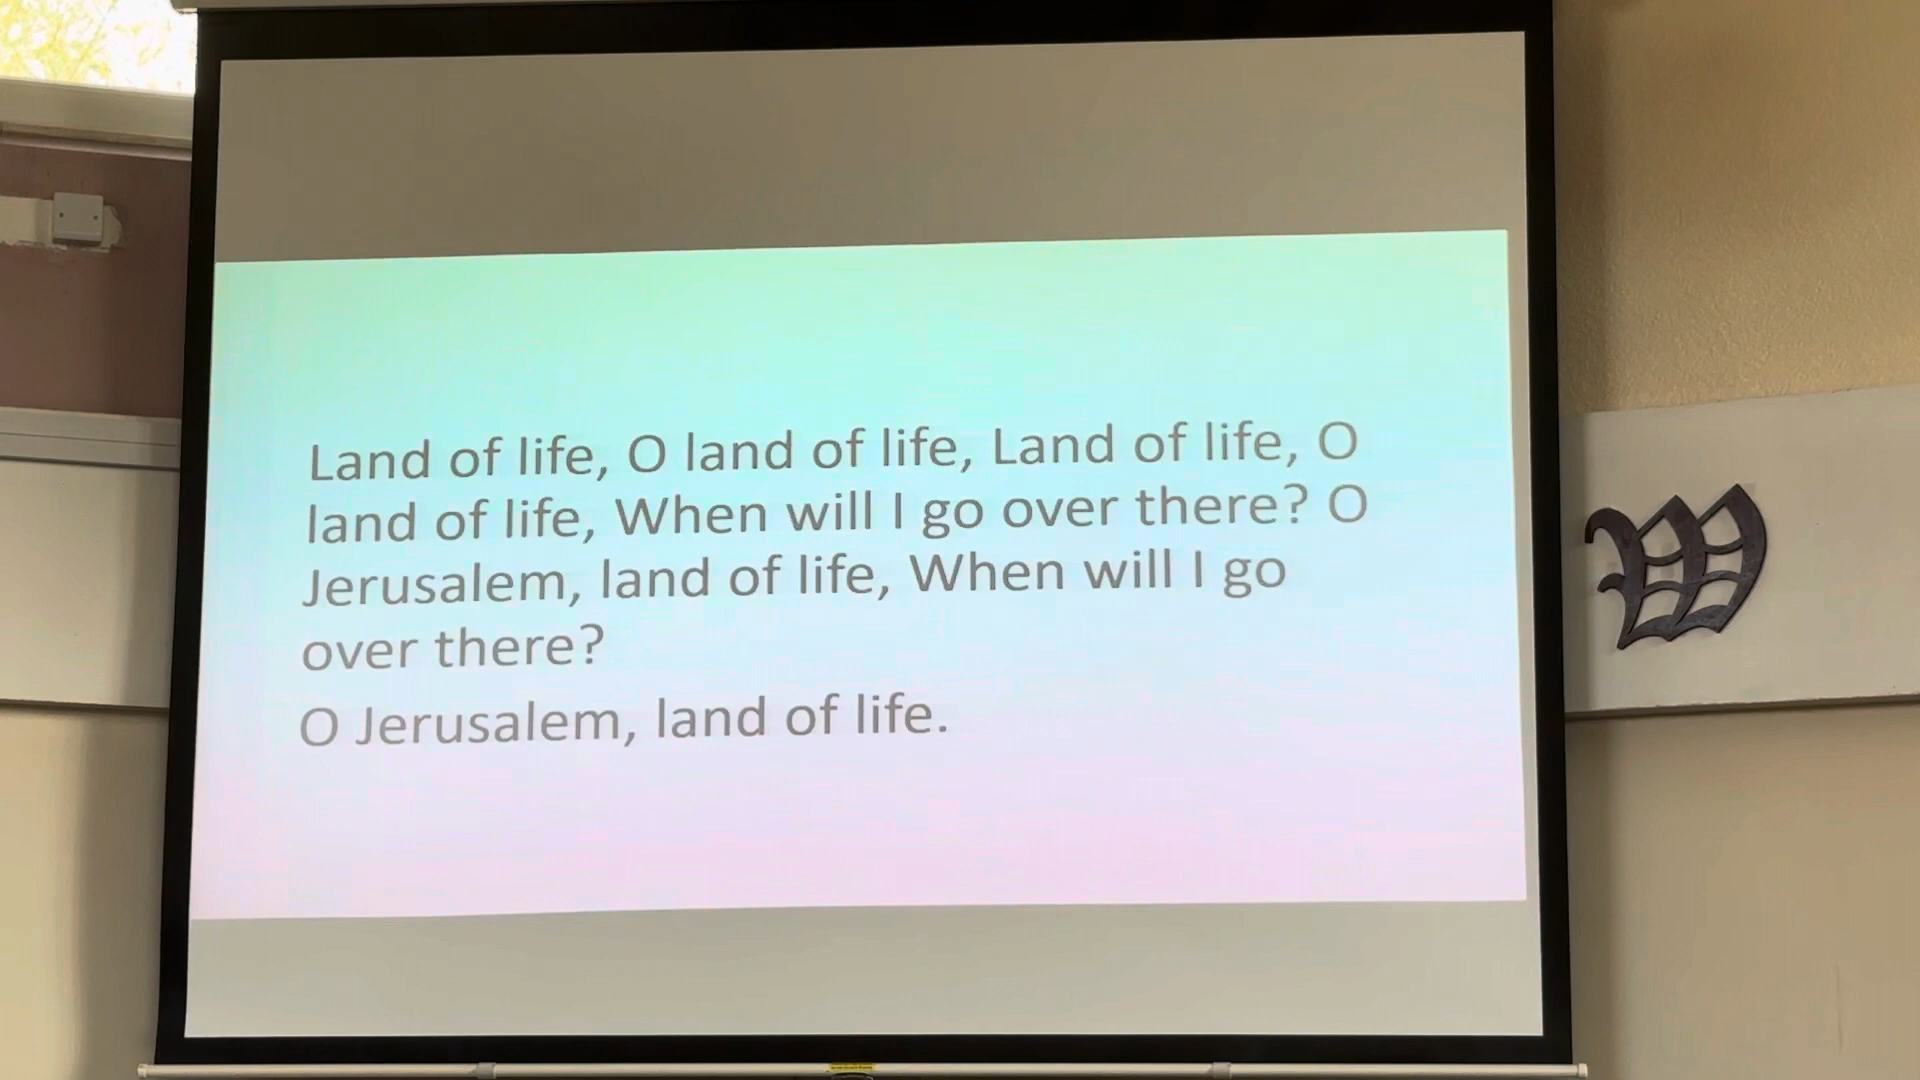 Land of life, O land of life, Land of life, O
land of life, When will I go over there? O
Jerusalem, land of life, When will I go
over there?
O Jerusalem, land of life.
W